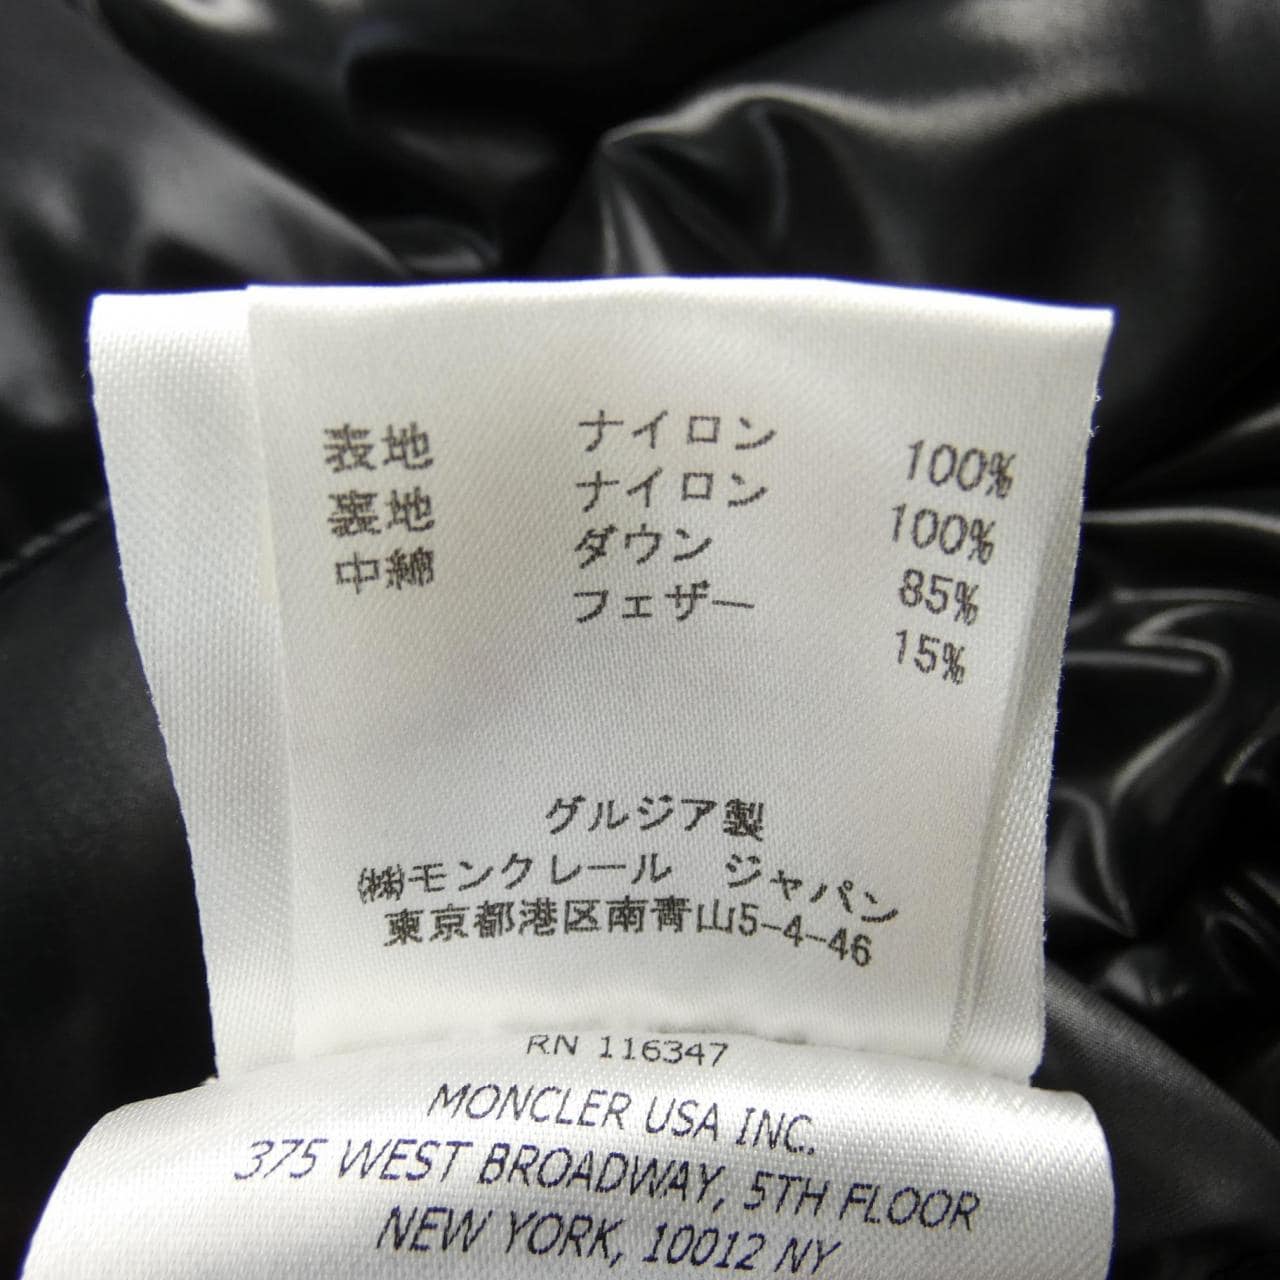 表地 ナイロン 100%
裏地 ナイロン 100%
中綿 ダウン 85%
フェザー 15%
グルジア製
㈱モンクレール ジャパン
東京都港区南青山5-4-46
RN 116347
MONCLER USA INC.
375 WEST BROADWAY, 5TH FLOOR
NEW YORK, 10012 NY